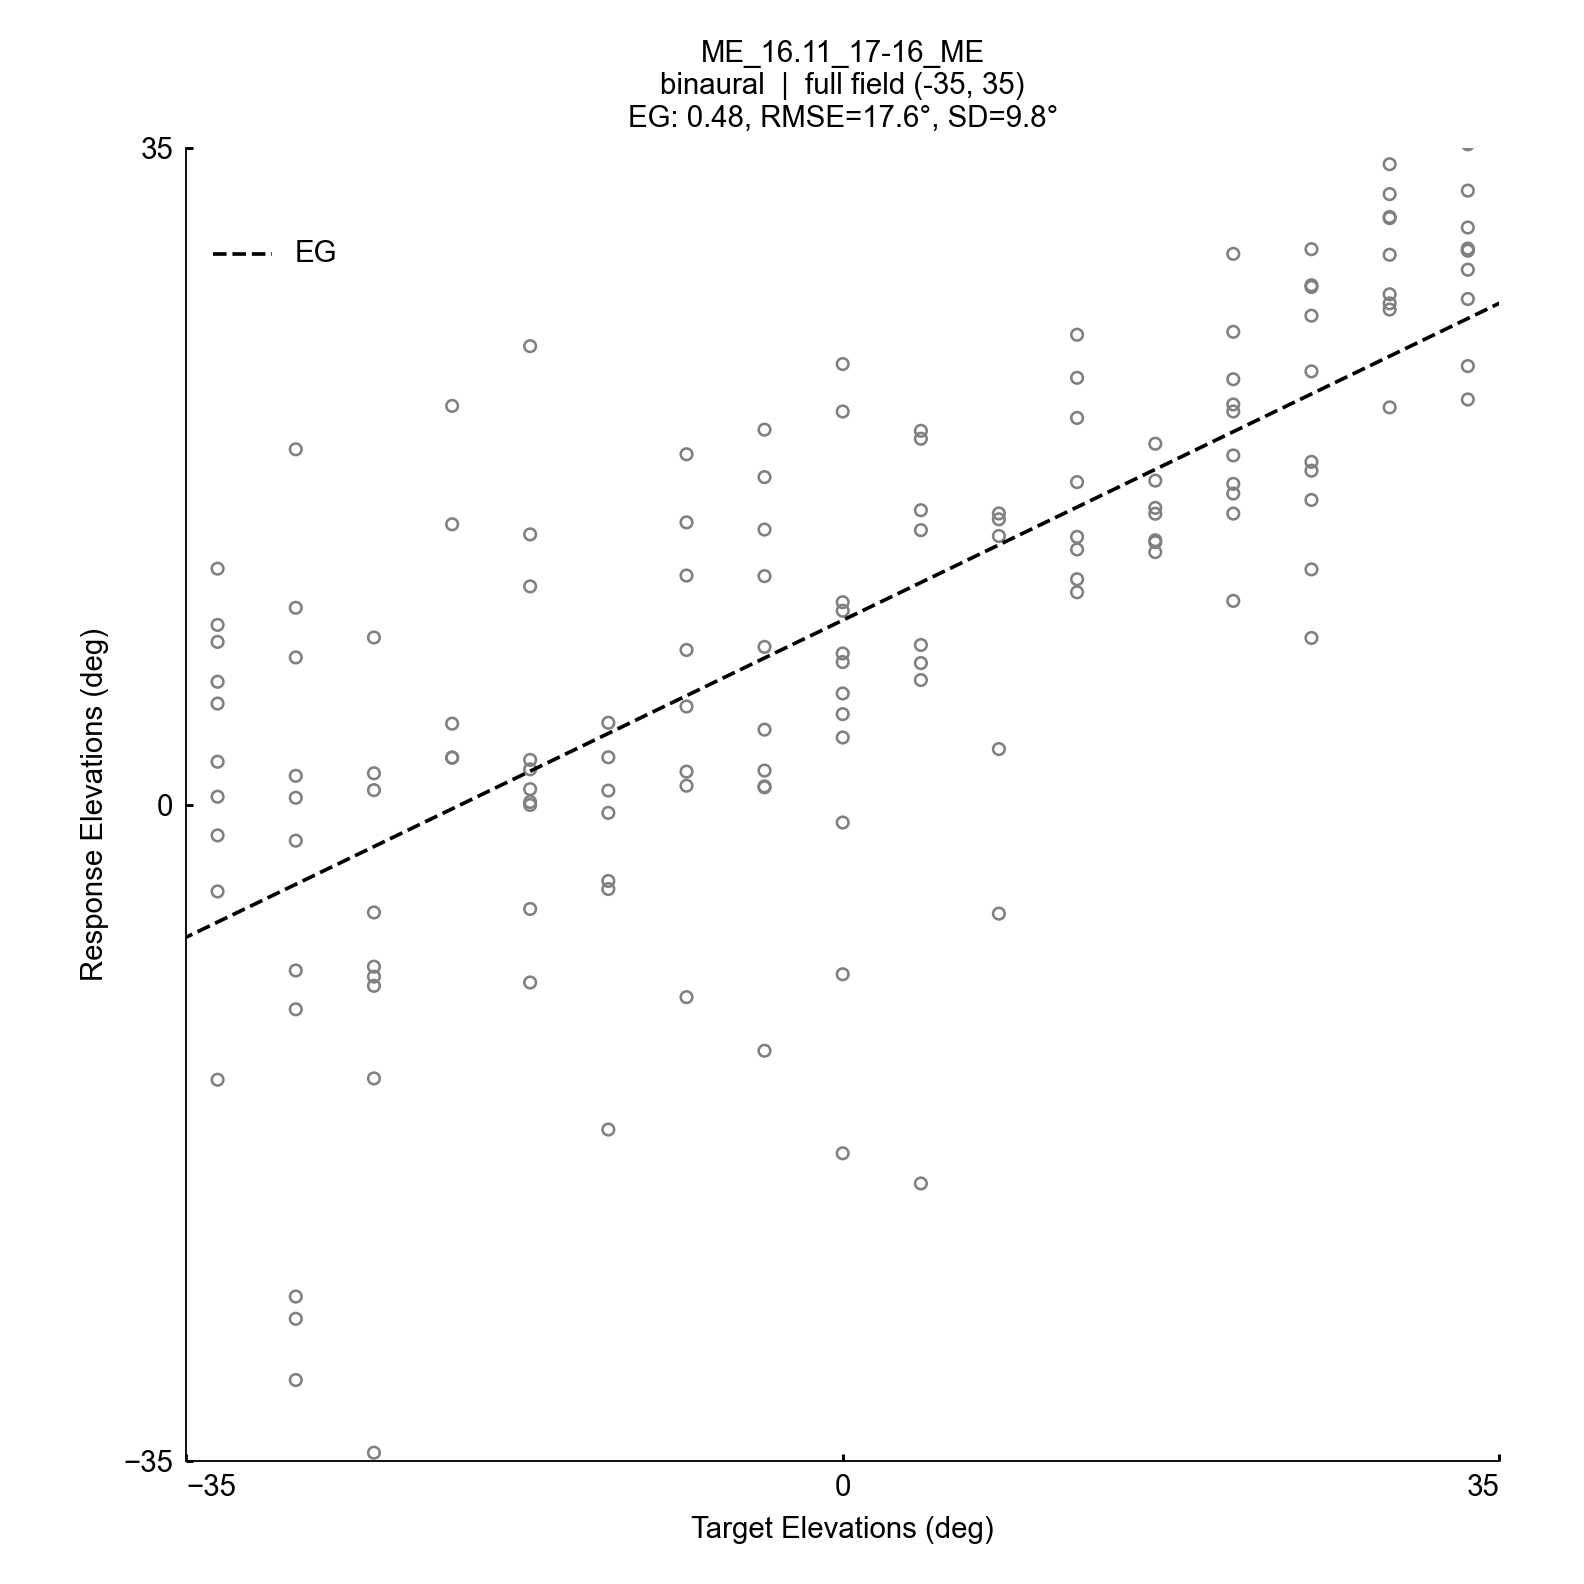 ME_16.11_17-16_ME
binaural | full field (-35, 35)
EG: 0.48, RMSE=17.6°, SD=9.8°
35
EG
Response Elevations (deg)
0
−35
−35
0
35
Target Elevations (deg)